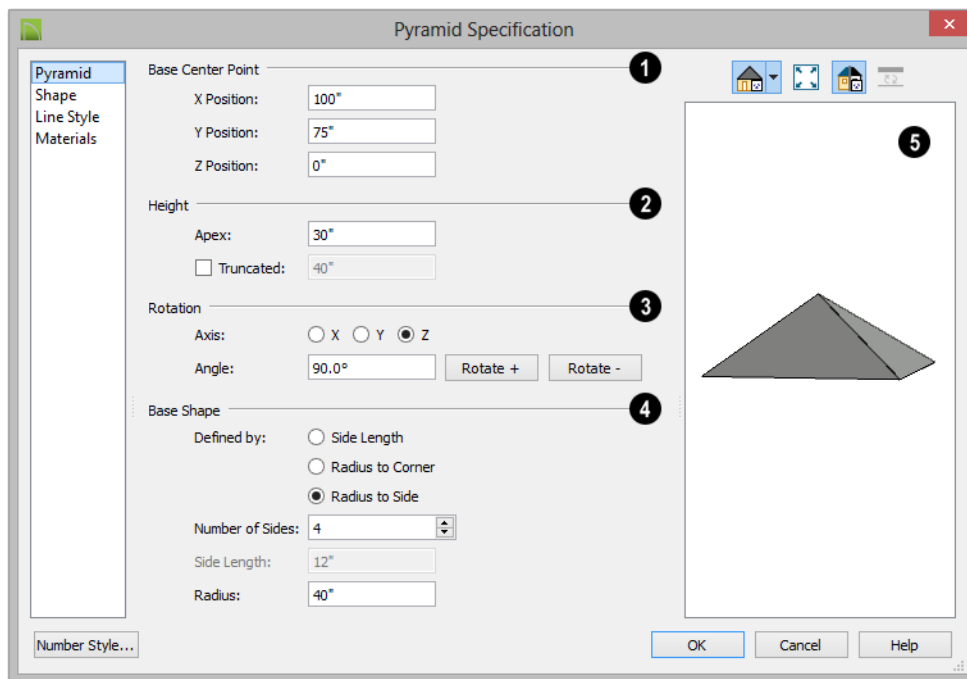 Pyramid Specification
Pyramid
Shape
Line Style
Materials
Base Center Point 1
X Position: 100"
Y Position: 75"
Z Position: 0"
Height 2
Apex: 30"
Truncated: 40"
Rotation 3
Axis: X Y Z
Angle: 90.0° Rotate + Rotate -
Base Shape 4
Defined by: Side Length
Radius to Corner
Radius to Side
Number of Sides: 4
Side Length: 12"
Radius: 40"
5
Number Style... OK Cancel Help